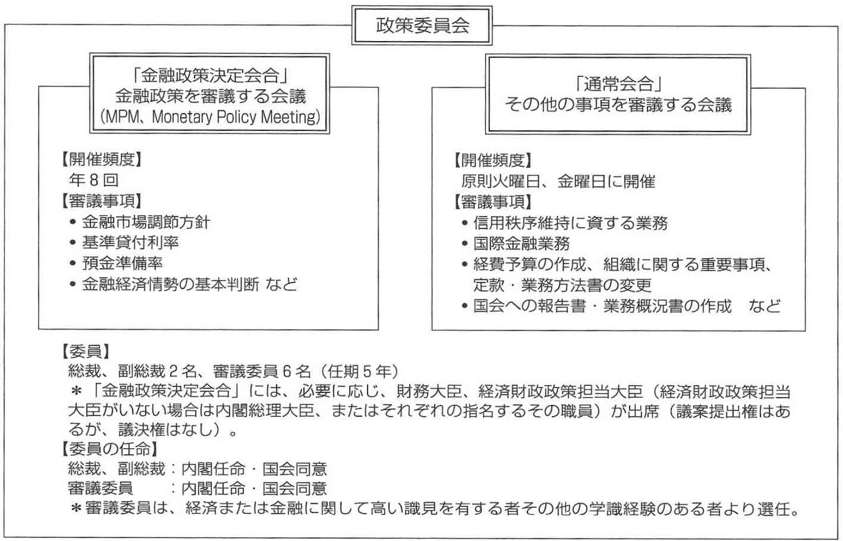 政策委員会
「金融政策決定会合」
金融政策を審議する会議
(MPM、Monetary Policy Meeting)
【開催頻度】
年8回
【審議事項】
• 金融市場調節方針
• 基準貸付利率
• 預金準備率
• 金融経済情勢の基本判断 など
「通常会合」
その他の事項を審議する会議
【開催頻度】
原則火曜日、金曜日に開催
【審議事項】
• 信用秩序維持に資する業務
• 国際金融業務
• 経費予算の作成、組織に関する重要事項、
定款・業務方法書の変更
• 国会への報告書・業務概況書の作成 など
【委員】
総裁、副総裁2名、審議委員6名(任期5年)
*「金融政策決定会合」には、必要に応じ、財務大臣、経済財政政策担当大臣(経済財政政策担当
大臣がいない場合は内閣総理大臣、またはそれぞれの指名するその職員)が出席(議案提出権はあ
るが、議決権はなし)。
【委員の任命】
総裁、副総裁:内閣任命・国会同意
審議委員 :内閣任命・国会同意
*審議委員は、経済または金融に関して高い識見を有する者その他の学識経験のある者より選任。